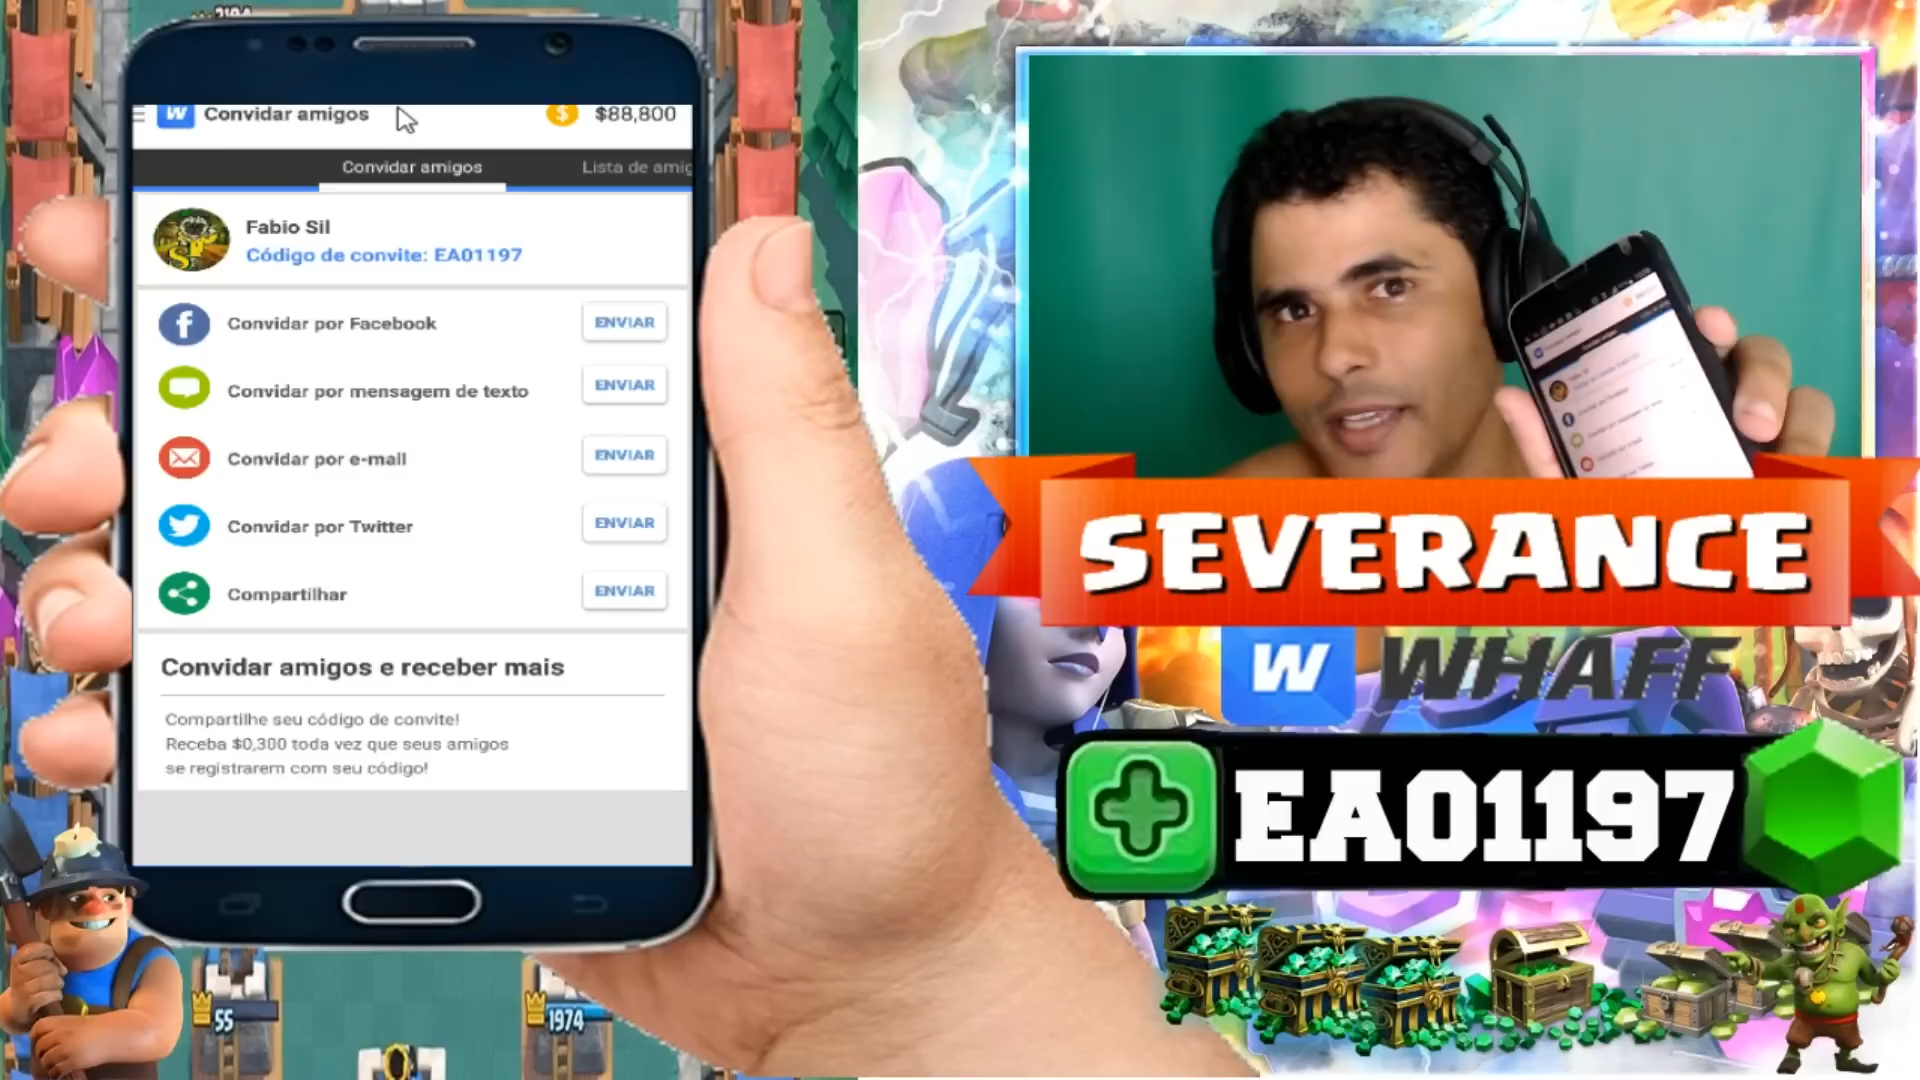 W Convidar amigos $ $88,800
Convidar amigos Lista de amig
Fabio Sil
Código de convite: EA01197
f Convidar por Facebook ENVIAR
Convidar por mensagem de texto ENVIAR
Convidar por e-mail ENVIAR
Convidar por Twitter ENVIAR
Compartilhar ENVIAR
Convidar amigos e receber mais
Compartilhe seu código de convite!
Receba $0,300 toda vez que seus amigos
se registrarem com seu código!
55
1974
SEVERANCE
W WHAFF
EA01197